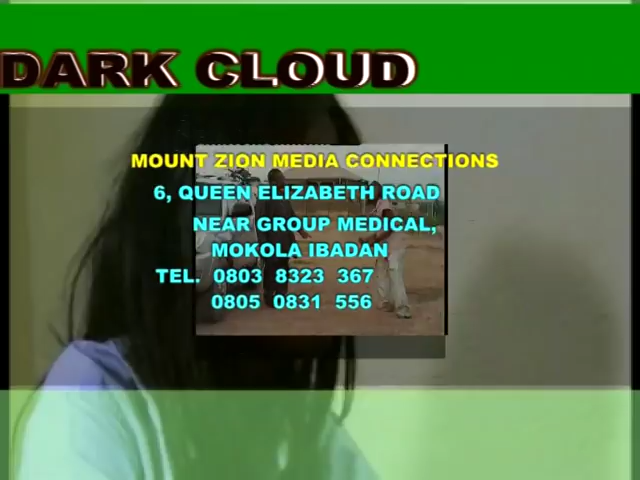 DARK CLOUD
MOUNT ZION MEDIA CONNECTIONS
6, QUEEN ELIZABETH ROAD
NEAR GROUP MEDICAL,
MOKOLA IBADAN
TEL. 0803 8323 367
0805 0831 556